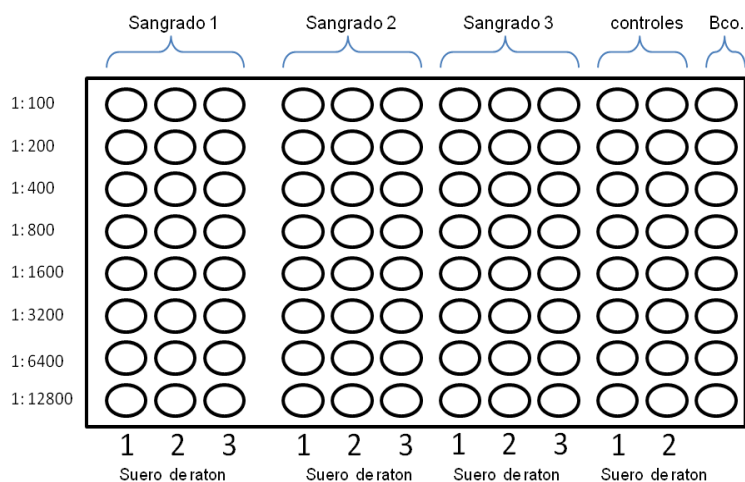 Sangrado 1 Sangrado 2 Sangrado 3 controles Bco.
1:100
1:200
1:400
1:800
1:1600
1:3200
1:6400
1:12800
1 2 3 1 2 3 1 2 3 1 2
Suero de raton Suero de raton Suero de raton Suero de raton